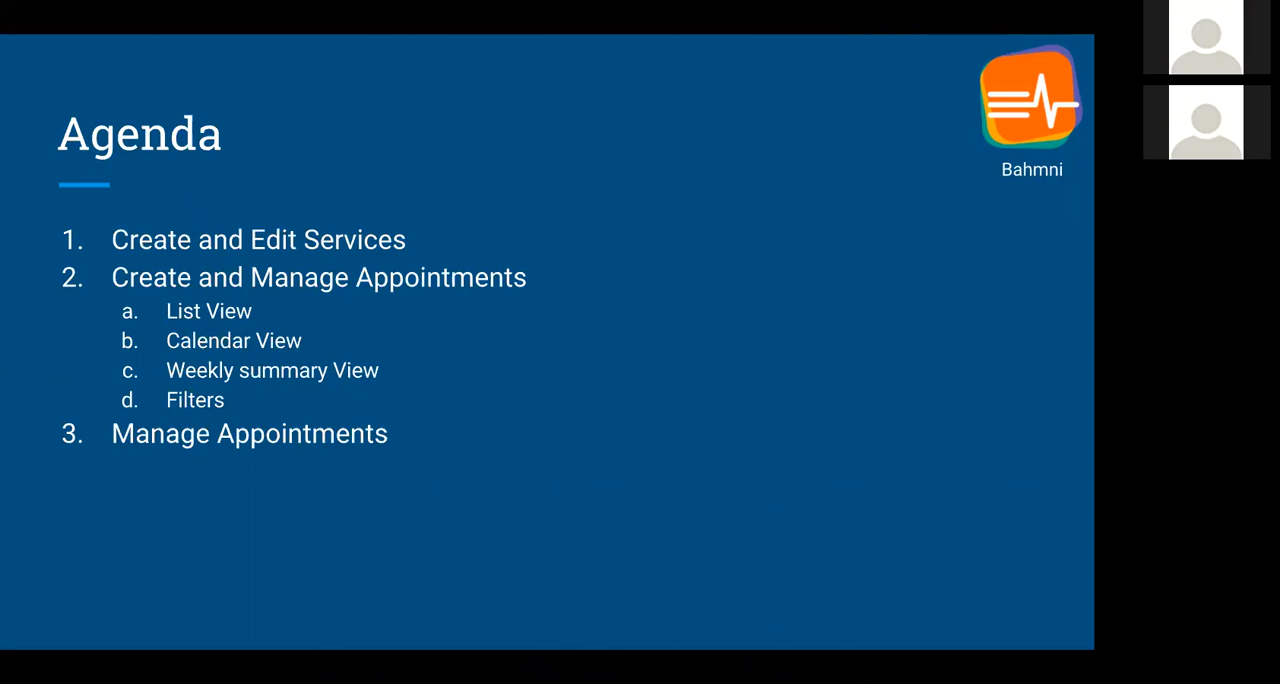 Agenda
Bahmni
1. Create and Edit Services
2. Create and Manage Appointments
a. List View
b. Calendar View
c. Weekly summary View
d. Filters
3. Manage Appointments